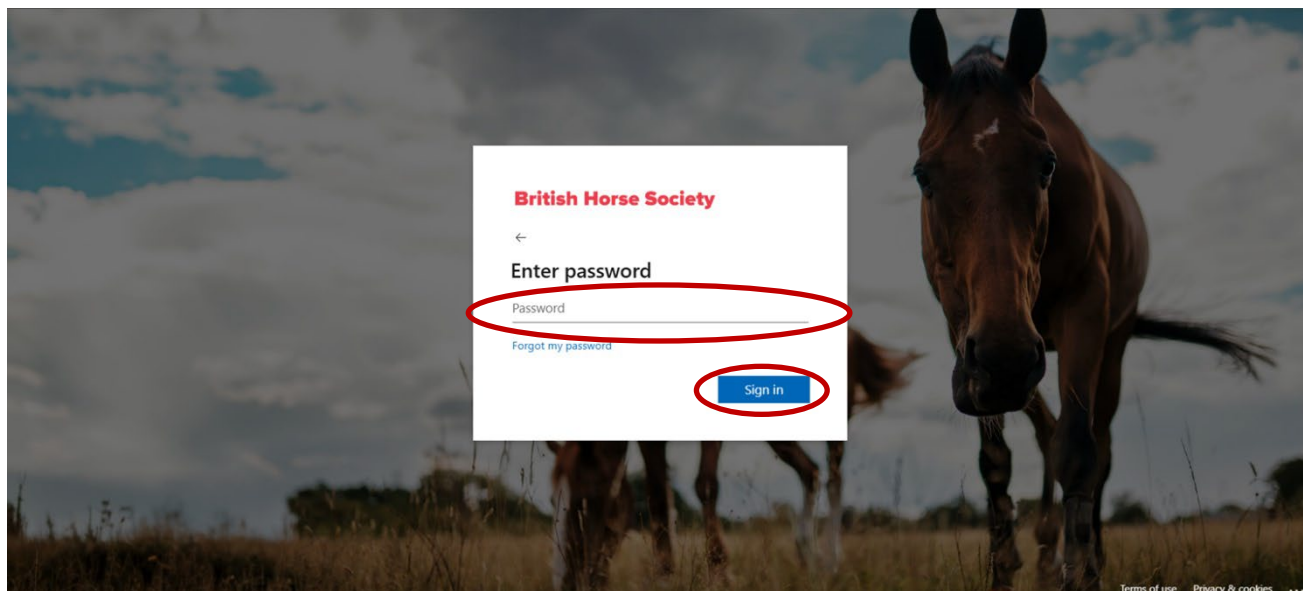 British Horse Society
←
Enter password
Password
Forgot my password
Sign in
Terms of use Privacy & cookies ...